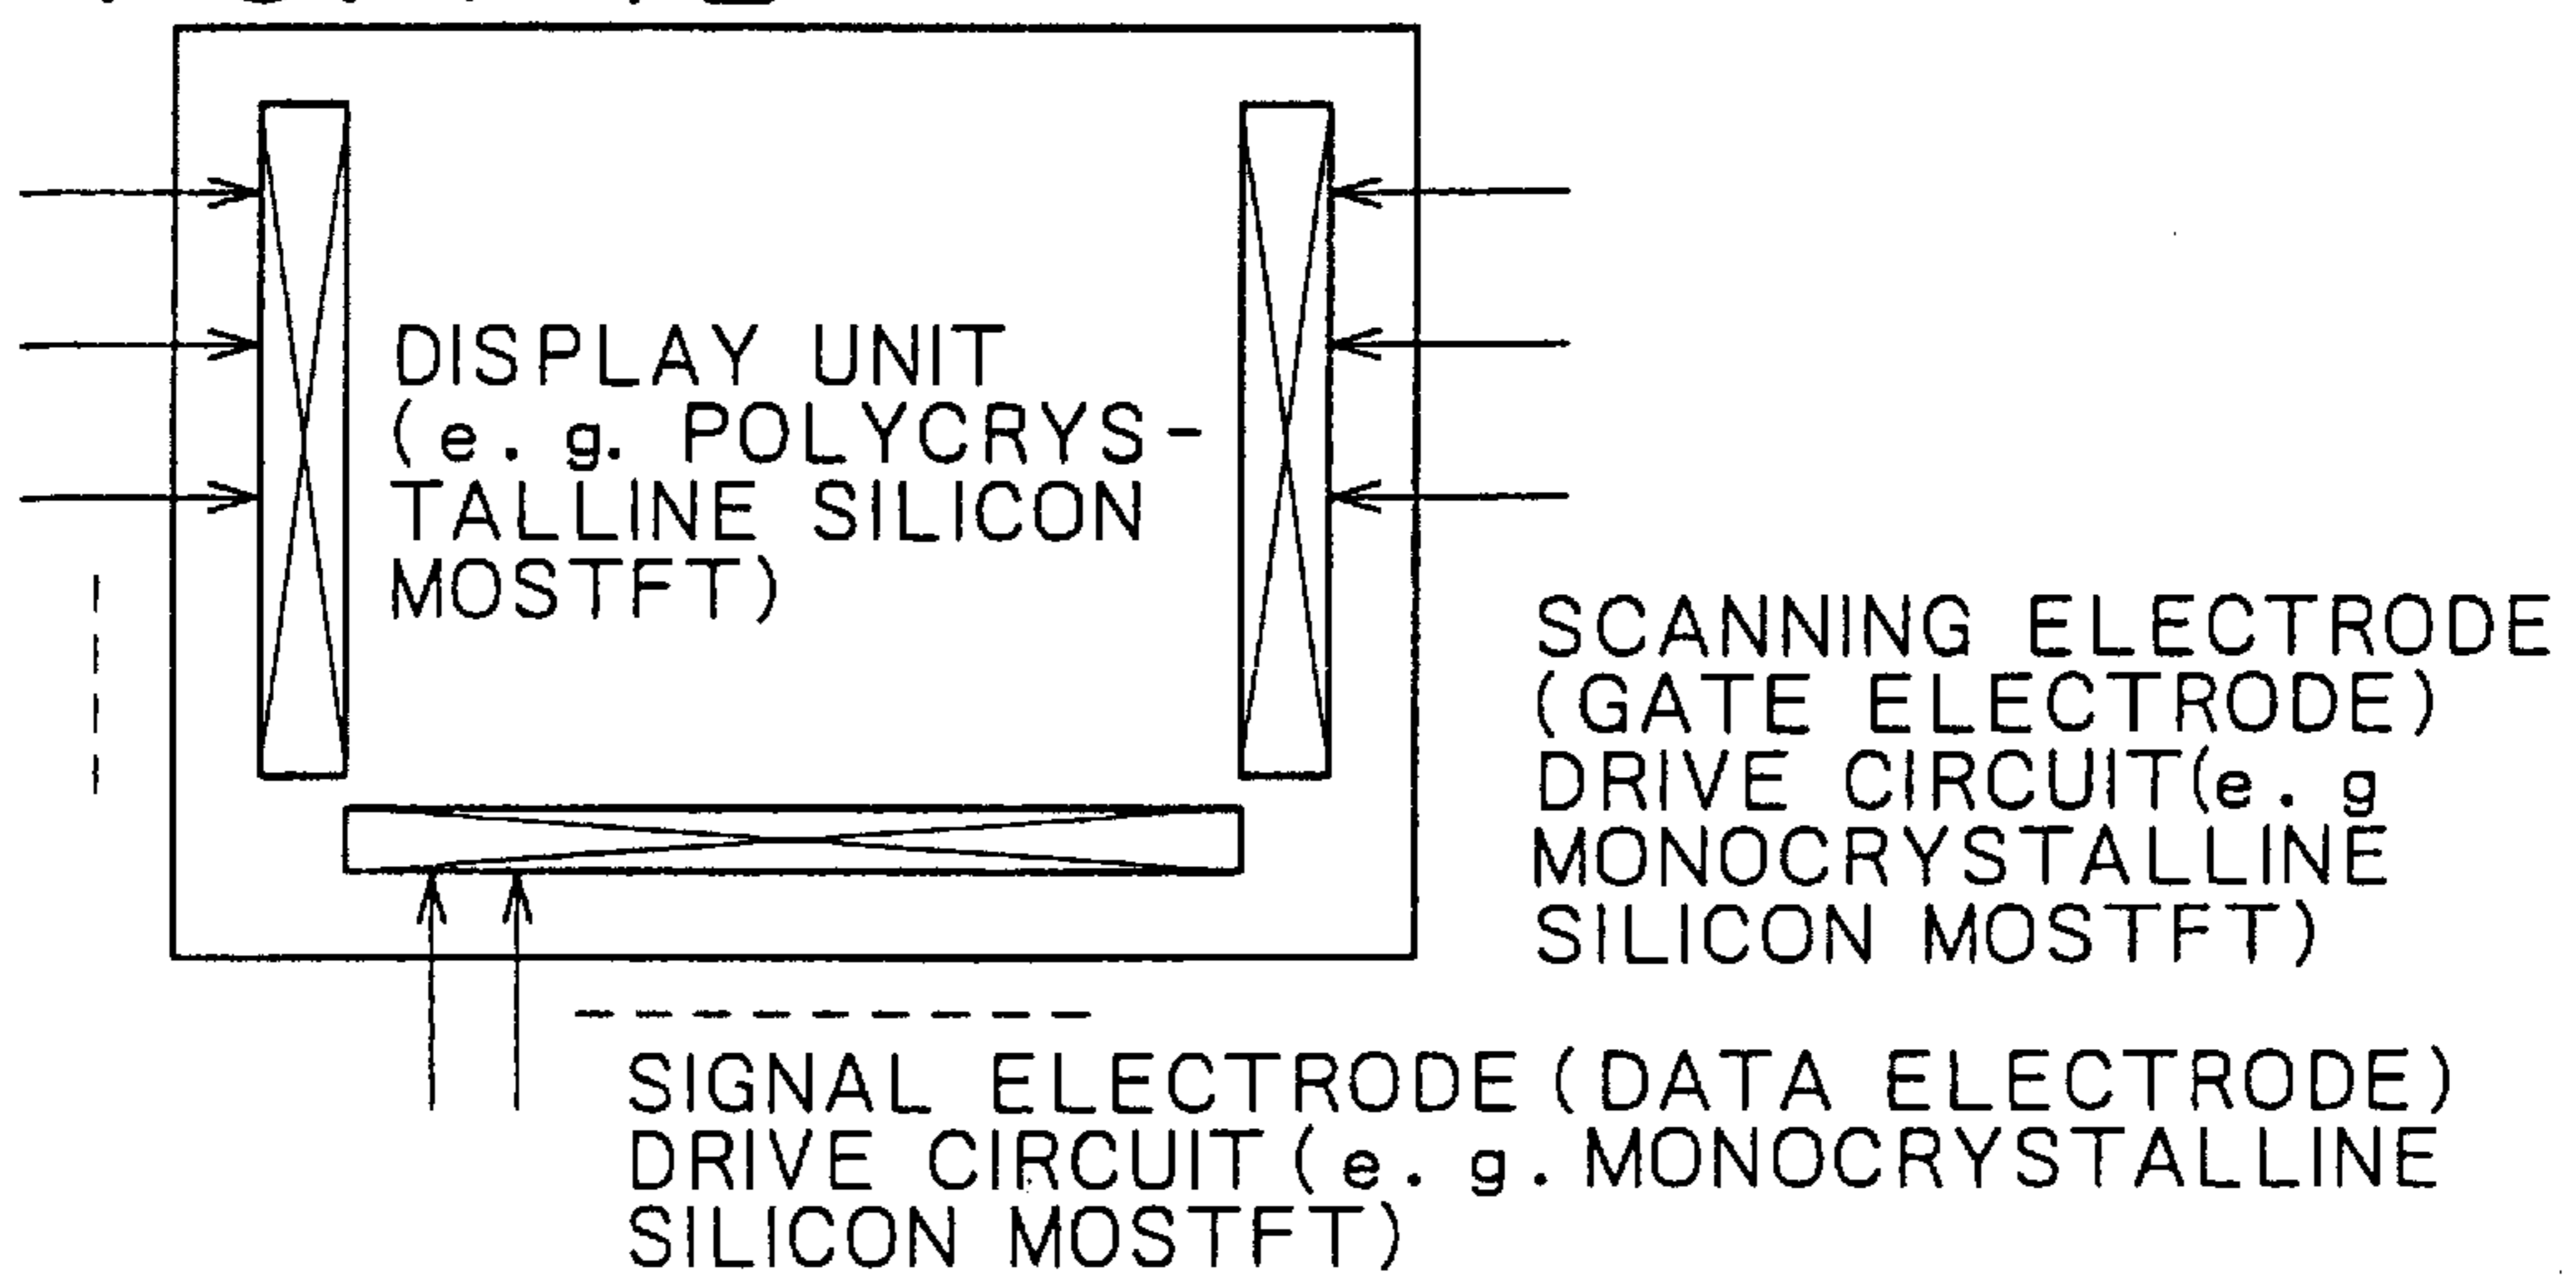 DISPLAY UNIT
(e.g. POLYCRYS-
TALLINE SILICON
MOSTFT)
SCANNING ELECTRODE
(GATE ELECTRODE)
DRIVE CIRCUIT(e.g
MONOCRYSTALLINE
SILICON MOSTFT)
SIGNAL ELECTRODE(DATA ELECTRODE)
DRIVE CIRCUIT(e.g.MONOCRYSTALLINE
SILICON MOSTFT)